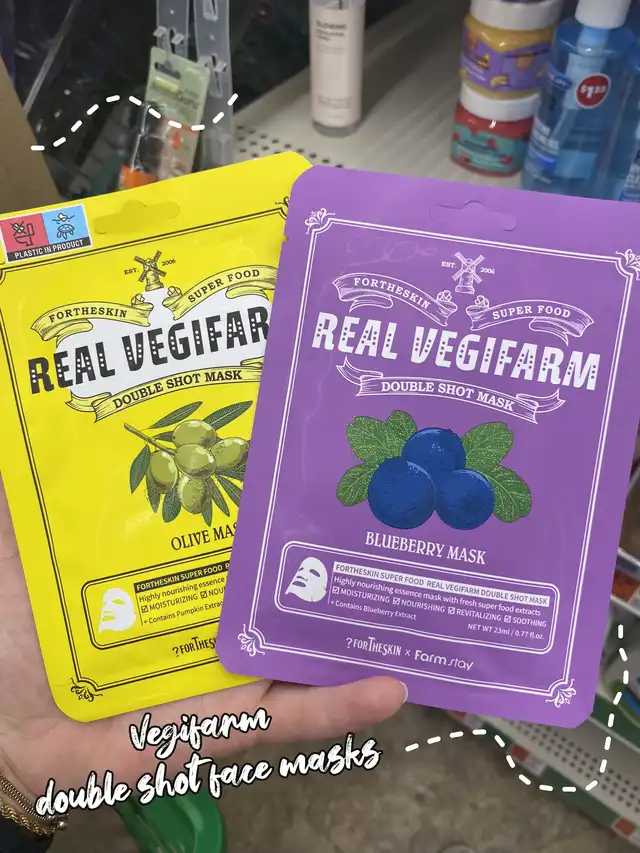 PLASTIC IN PRODUCT
EST. 2006
FORTHESKIN SUPER FOOD
REAL VEGIFAR
DOUBLE SHOT MASK
OLIVE MAS
FORTHESKIN SUPER FOOD
Highly nourishing essence
☑ MOISTURIZING ☑ NOU
+ Contains Pumpkin Extract
?FORTHESKIN
EST. 2006
FORTHESKIN SUPER FOOD
REAL VEGIFARM
DOUBLE SHOT MASK
BLUEBERRY MASK
FORTHESKIN SUPER FOOD REAL VEGIFARM DOUBLE SHOT MASK
Highly nourishing essence mask with fresh super food extracts
☑ MOISTURIZING ☑ NOURISHING ☑ REVITALIZING ☑ SOOTHING
+ Contains Blueberry Extract
NET WT 23ml / 0.77 fl.oz.
?FORTHESKIN × Farmstay
Vegifarm
double shot face masks